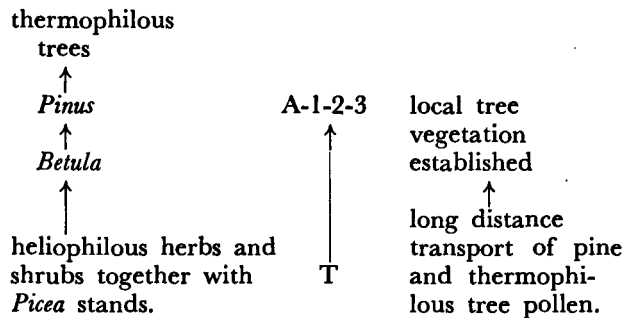 thermophilous
trees
Pinus
Betula
heliophilous herbs and
shrubs together with
Picea stands.
A-1-2-3
T
local tree
vegetation
established
long distance
transport of pine
and thermophi-
lous tree pollen.